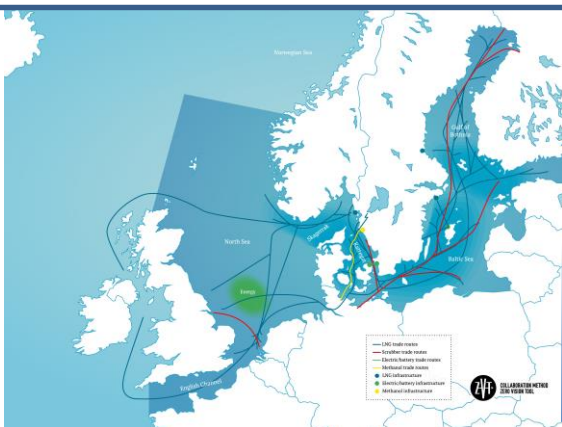 Norwegian Sea
Gulf of
Bothnia
Skagerrak
North Sea
Kattegat
Baltic Sea
Energy
English Channel
LNG trade routes
Scrubber trade routes
Electric/battery trade routes
Methanol trade routes
LNG infrastructure
Electric/battery infrastructure
Methanol infrastructure
ZVT
COLLABORATION METHOD
ZERO VISION TOOL